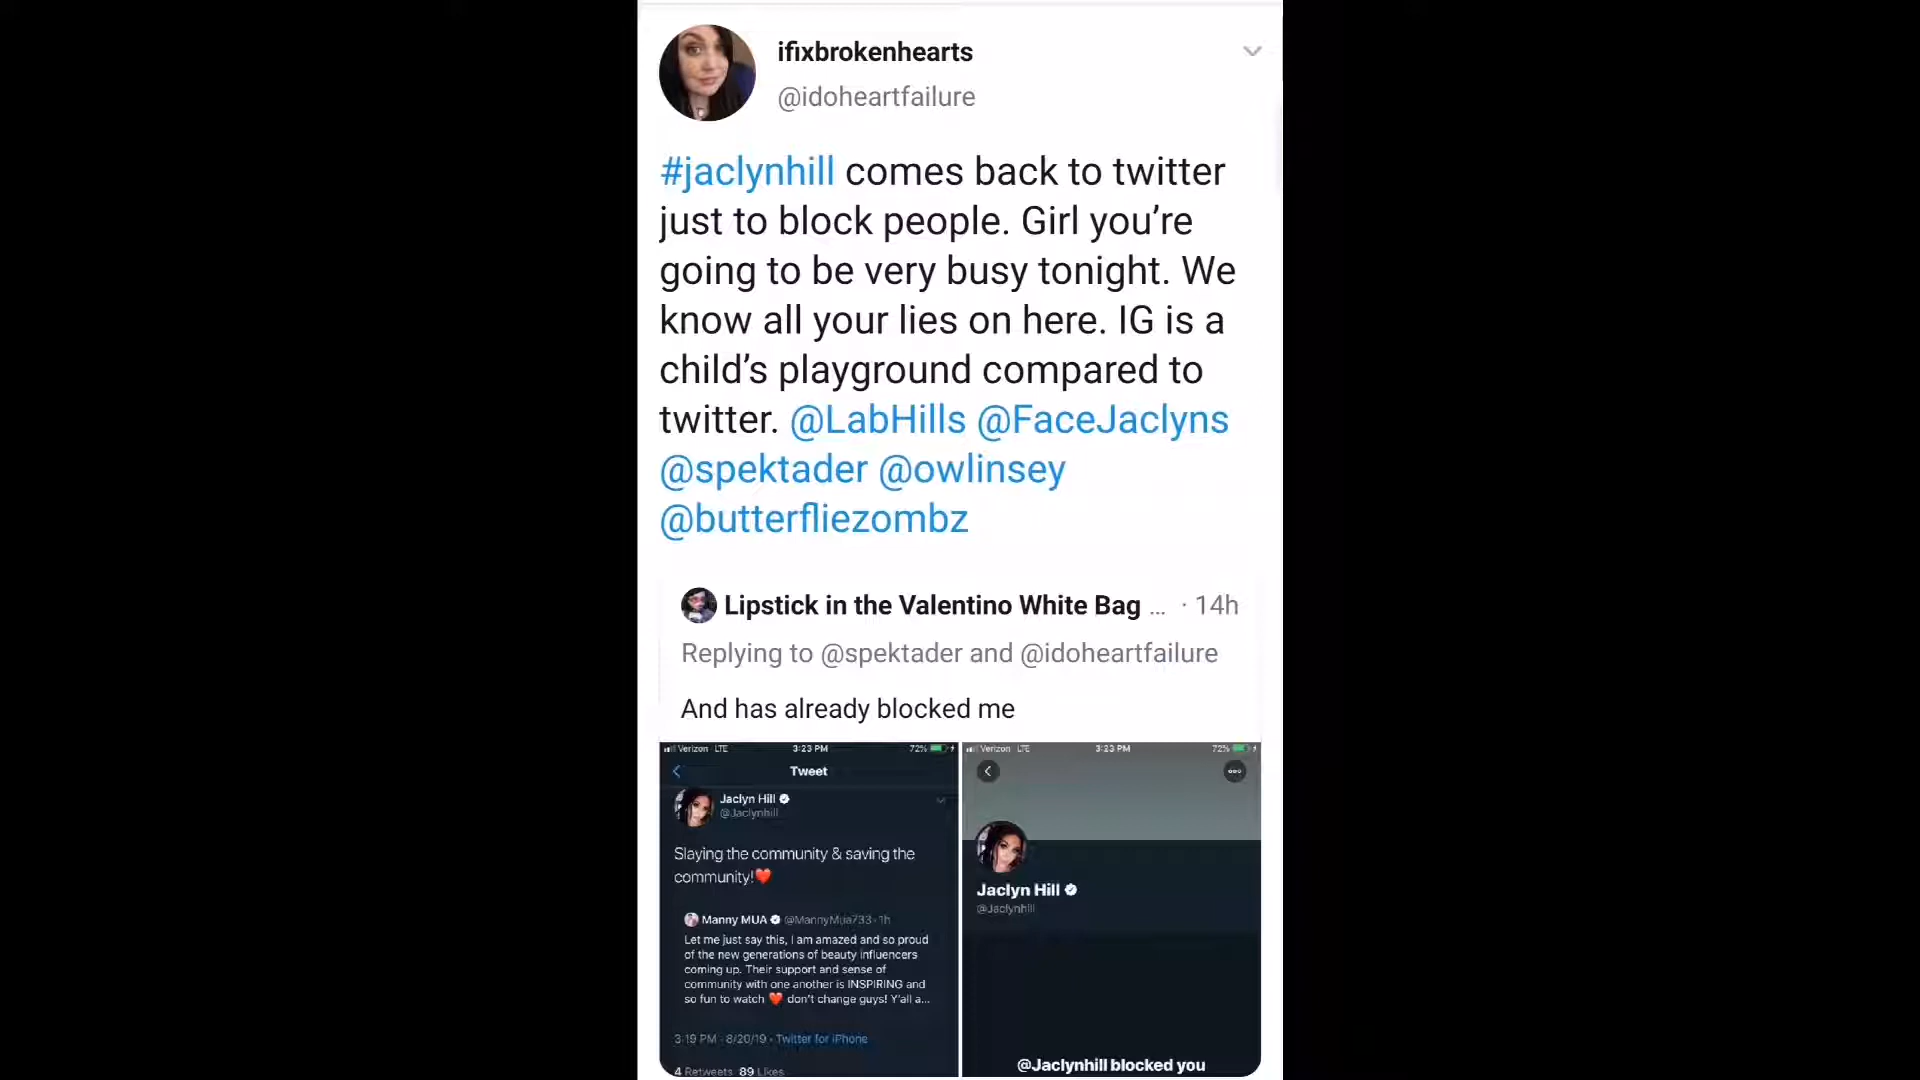 ifixbrokenhearts
@idoheartfailure
#jaclynhill comes back to twitter
just to block people. Girl you’re
going to be very busy tonight. We
know all your lies on here. IG is a
child’s playground compared to
twitter. @LabHills @FaceJaclyns
@spektader @owlinsey
@butterfliezombz
Lipstick in the Valentino White Bag ... · 14h
Replying to @spektader and @idoheartfailure
And has already blocked me
Verizon LTE 3:23 PM 72%
Tweet
Jaclyn Hill
@Jaclynhill
Slaying the community & saving the
community!❤️
Manny MUA @MannyMua733 · 1h
Let me just say this, I am amazed and so proud
of the new generations of beauty influencers
coming up. Their support and sense of
community with one another is INSPIRING and
so fun to watch ❤️ don't change guys! Y'all a...
3:19 PM · 8/20/19 · Twitter for iPhone
4 Retweets 89 Likes
Verizon LTE 3:23 PM 72%
Jaclyn Hill
@Jaclynhill
@Jaclynhill blocked you